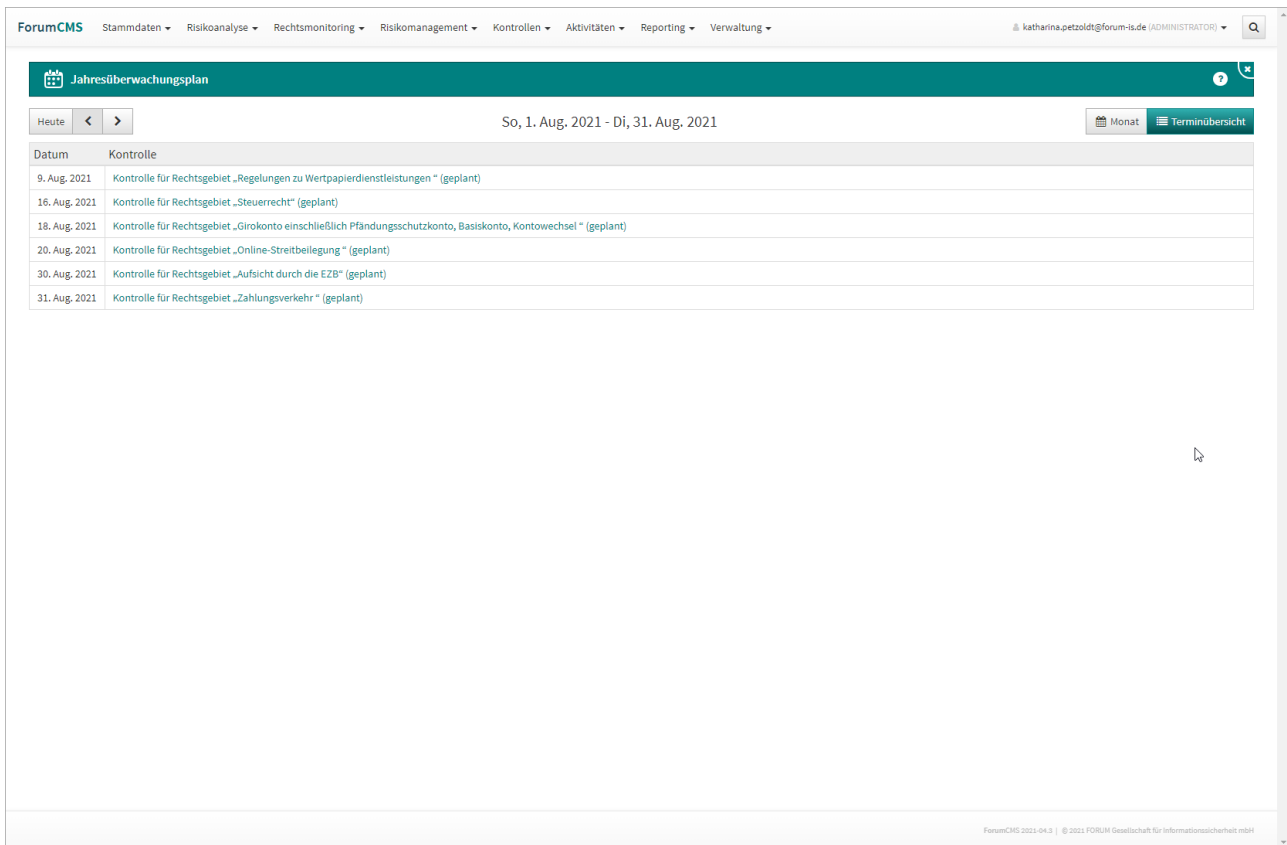 ForumCMS Stammdaten Risikoanalyse Rechtsmonitoring Risikomanagement Kontrollen Aktivitäten Reporting Verwaltung katharina.petzoldt@forum-is.de (ADMINISTRATOR)
Jahresüberwachungsplan
Heute So, 1. Aug. 2021 - Di, 31. Aug. 2021 Monat Terminübersicht
Datum Kontrolle
9. Aug. 2021 Kontrolle für Rechtsgebiet „Regelungen zu Wertpapierdienstleistungen “ (geplant)
16. Aug. 2021 Kontrolle für Rechtsgebiet „Steuerrecht“ (geplant)
18. Aug. 2021 Kontrolle für Rechtsgebiet „Girokonto einschließlich Pfändungsschutzkonto, Basiskonto, Kontowechsel “ (geplant)
20. Aug. 2021 Kontrolle für Rechtsgebiet „Online-Streitbeilegung “ (geplant)
30. Aug. 2021 Kontrolle für Rechtsgebiet „Aufsicht durch die EZB“ (geplant)
31. Aug. 2021 Kontrolle für Rechtsgebiet „Zahlungsverkehr “ (geplant)
ForumCMS 2021-04.3 | © 2021 FORUM Gesellschaft für Informationssicherheit mbH